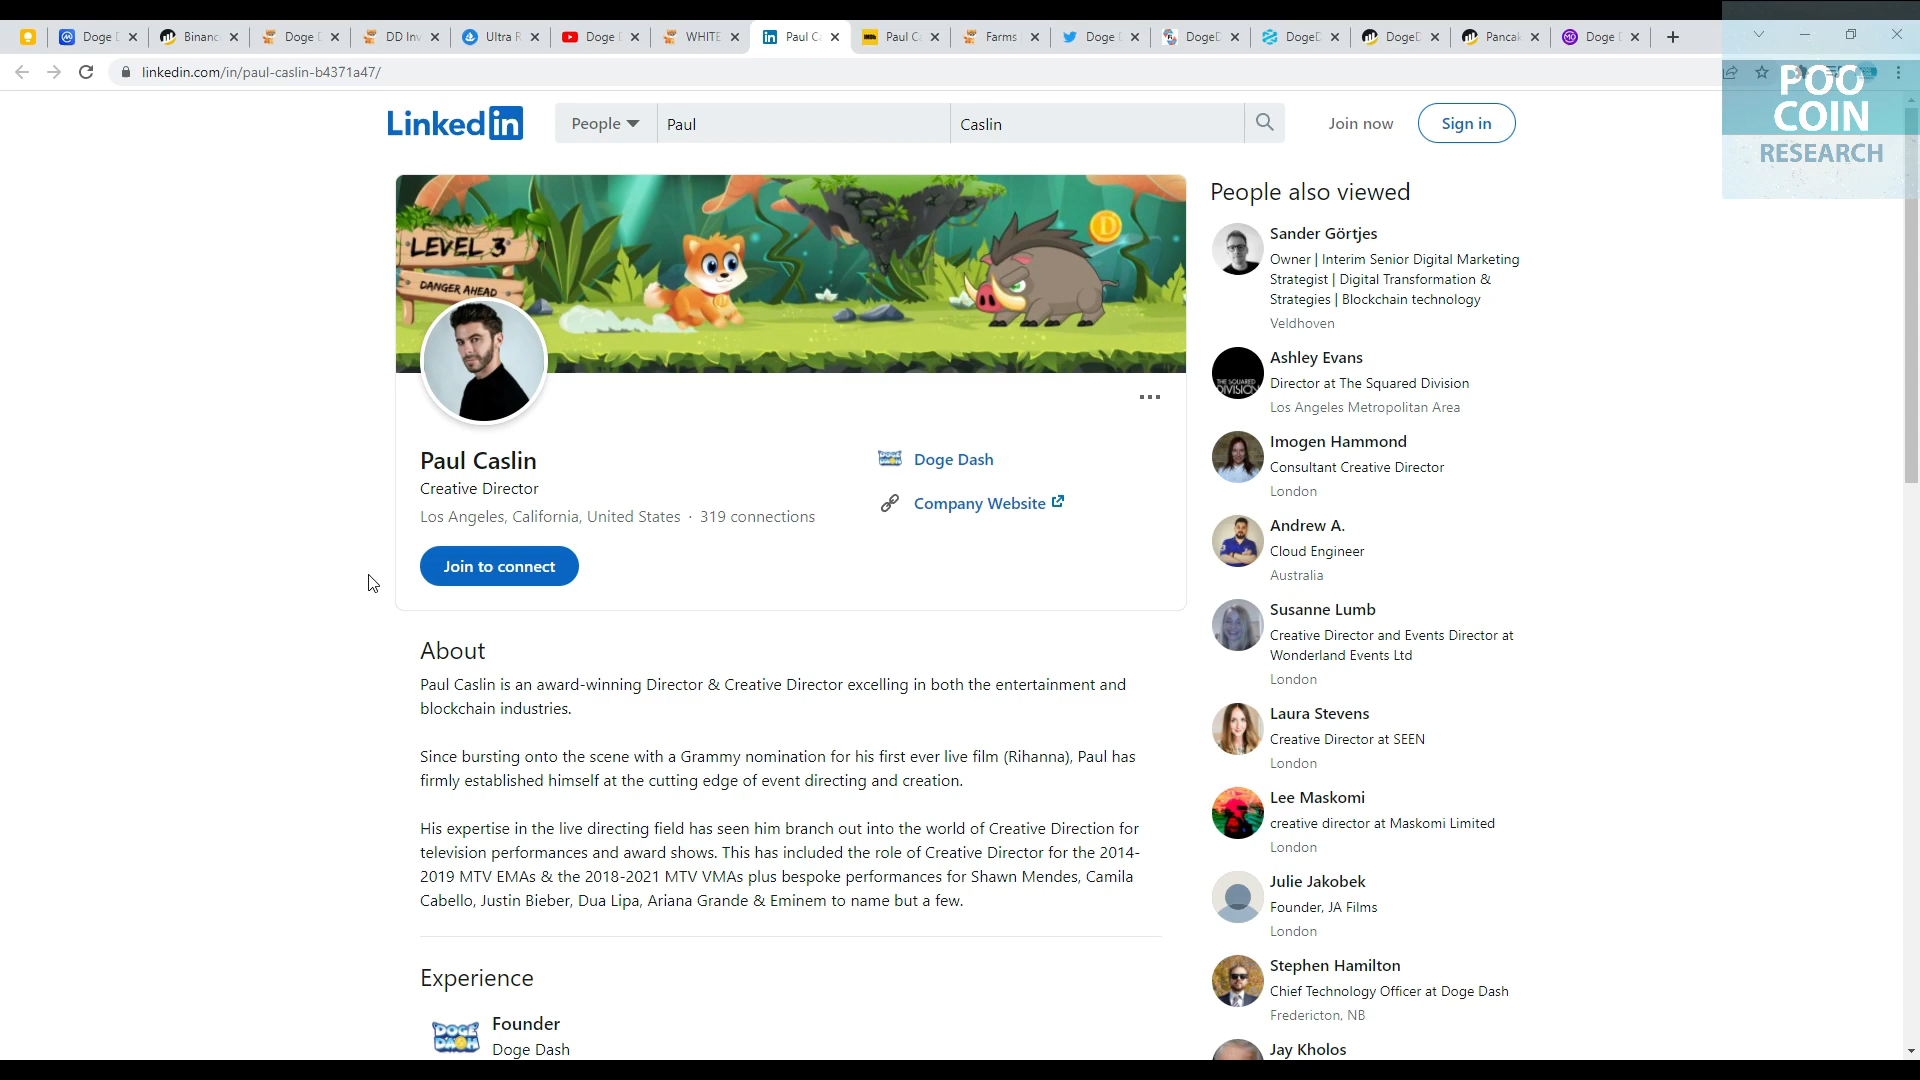 Doge
Binanc
Doge
DD Inv
Ultra R
Doge
WHITE
Paul C
Paul C
Farms
Doge
DogeD
DogeD
DogeD
Pancak
Doge
linkedin.com/in/paul-caslin-b4371a47/
POO
COIN
RESEARCH
Linked in
People
Paul
Caslin
Join now
Sign in
LEVEL 3
DANGER AHEAD
Paul Caslin
Creative Director
Los Angeles, California, United States · 319 connections
Doge Dash
Company Website
Join to connect
About
Paul Caslin is an award-winning Director & Creative Director excelling in both the entertainment and
blockchain industries.
Since bursting onto the scene with a Grammy nomination for his first ever live film (Rihanna), Paul has
firmly established himself at the cutting edge of event directing and creation.
His expertise in the live directing field has seen him branch out into the world of Creative Direction for
television performances and award shows. This has included the role of Creative Director for the 2014-
2019 MTV EMAs & the 2018-2021 MTV VMAs plus bespoke performances for Shawn Mendes, Camila
Cabello, Justin Bieber, Dua Lipa, Ariana Grande & Eminem to name but a few.
Experience
DOGE
DASH
Founder
Doge Dash
People also viewed
Sander Görtjes
Owner | Interim Senior Digital Marketing
Strategist | Digital Transformation &
Strategies | Blockchain technology
Veldhoven
THE SQUARED
DIVISION
Ashley Evans
Director at The Squared Division
Los Angeles Metropolitan Area
Imogen Hammond
Consultant Creative Director
London
Andrew A.
Cloud Engineer
Australia
Susanne Lumb
Creative Director and Events Director at
Wonderland Events Ltd
London
Laura Stevens
Creative Director at SEEN
London
Lee Maskomi
creative director at Maskomi Limited
London
Julie Jakobek
Founder, JA Films
London
Stephen Hamilton
Chief Technology Officer at Doge Dash
Fredericton, NB
Jay Kholos